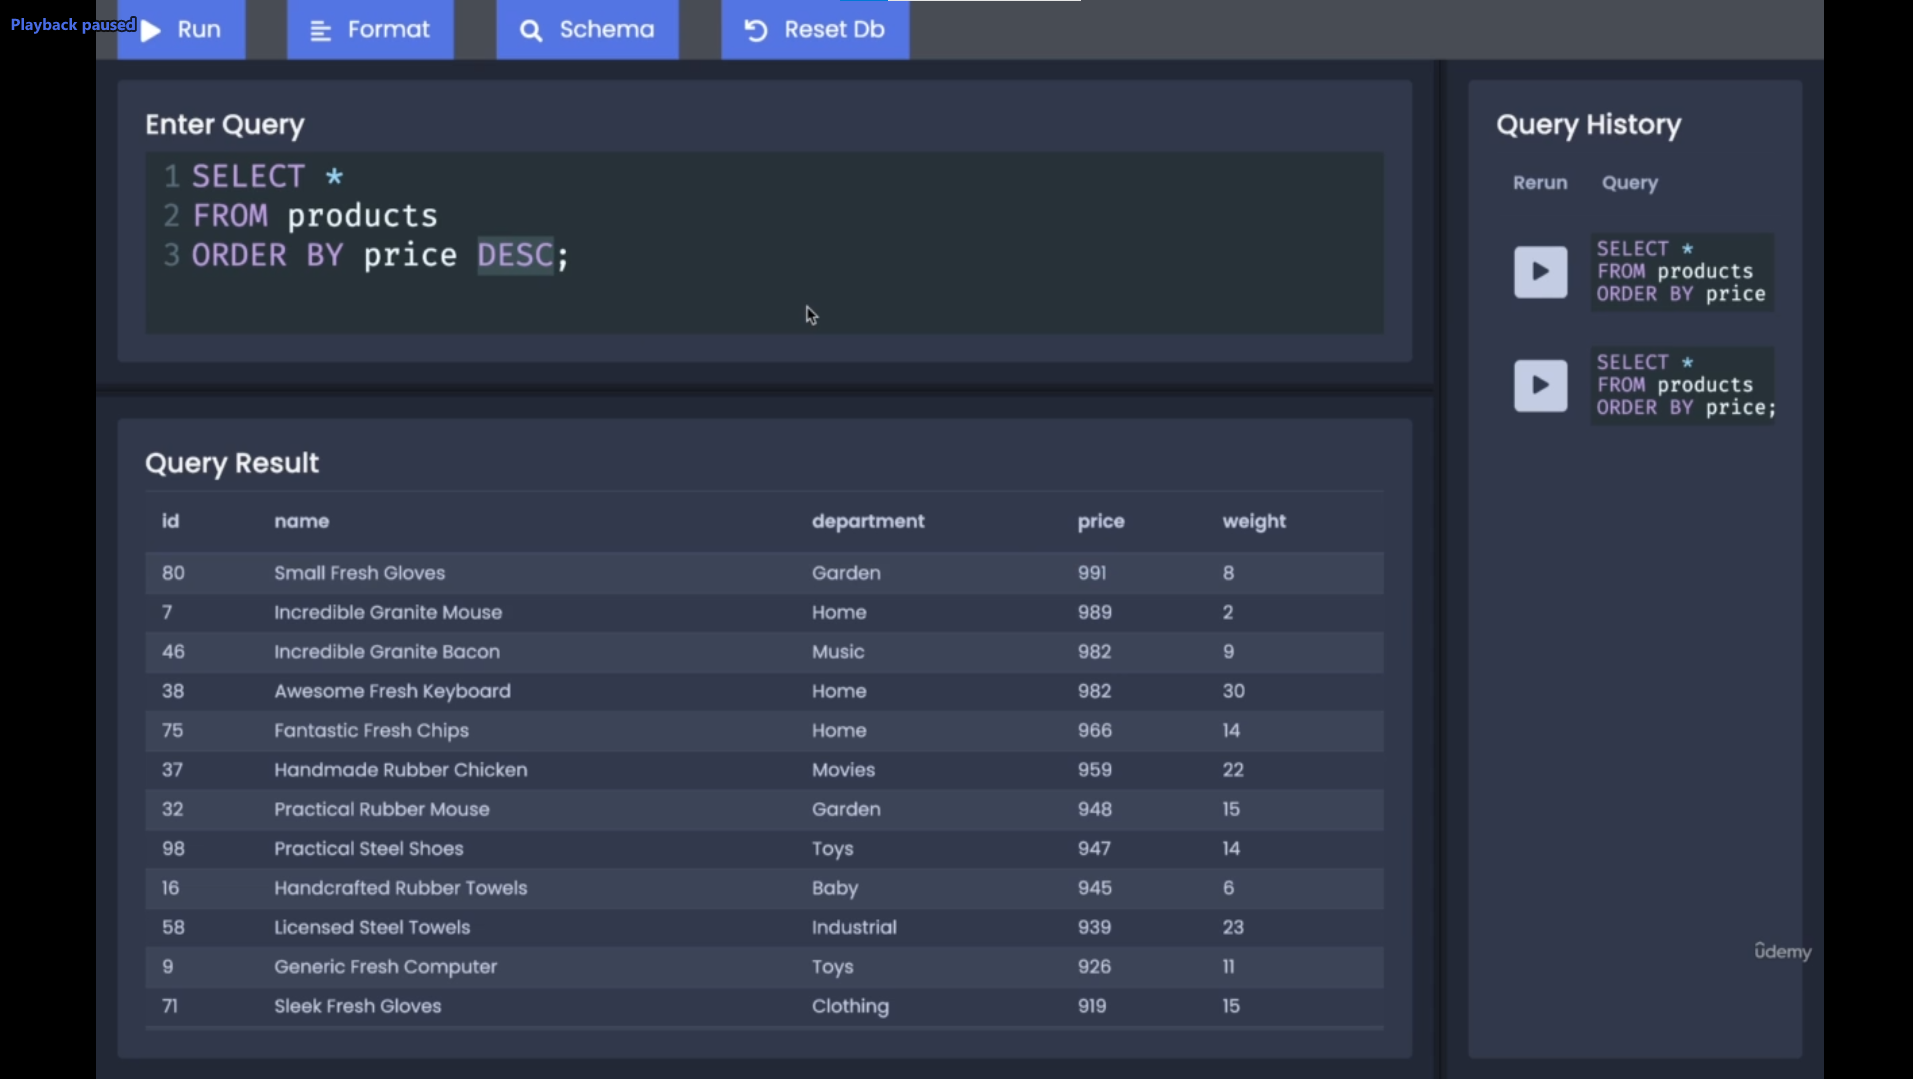 Playback paused
Run
Format
Schema
Reset Db
Enter Query
1 SELECT *
2 FROM products
3 ORDER BY price DESC;
Query Result
id name department price weight
80 Small Fresh Gloves Garden 991 8
7 Incredible Granite Mouse Home 989 2
46 Incredible Granite Bacon Music 982 9
38 Awesome Fresh Keyboard Home 982 30
75 Fantastic Fresh Chips Home 966 14
37 Handmade Rubber Chicken Movies 959 22
32 Practical Rubber Mouse Garden 948 15
98 Practical Steel Shoes Toys 947 14
16 Handcrafted Rubber Towels Baby 945 6
58 Licensed Steel Towels Industrial 939 23
9 Generic Fresh Computer Toys 926 11
71 Sleek Fresh Gloves Clothing 919 15
Query History
Rerun Query
SELECT *
FROM products
ORDER BY price
SELECT *
FROM products
ORDER BY price;
ûdemy